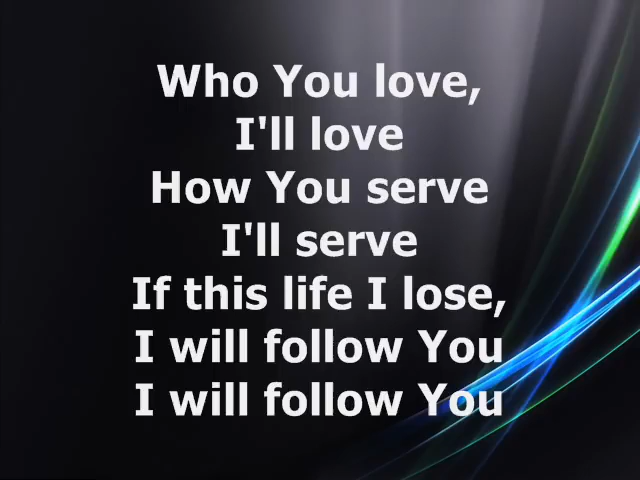 Who You love,
I'll love
How You serve
I'll serve
If this life I lose,
I will follow You
I will follow You